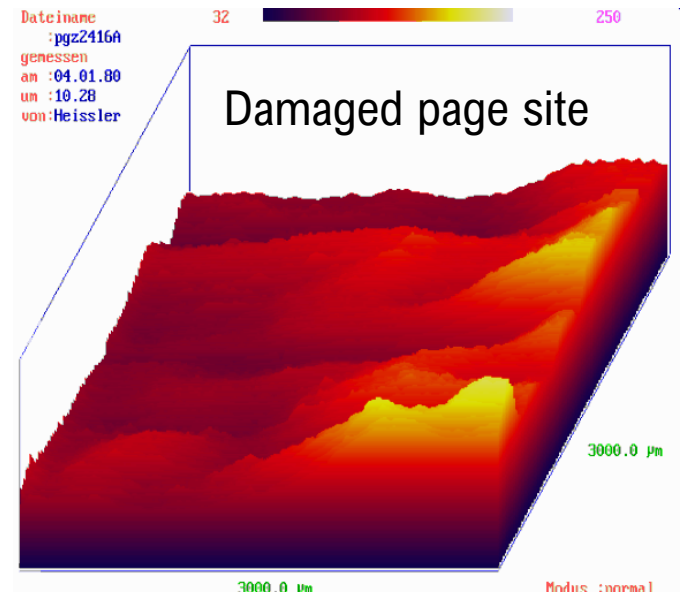 Dateiname 32 250
:pgz2416A
gemessen
am :04.01.80
um :10.28
von:Heissler
Damaged page site
3000.0 µm
3000.0 µm Modus :normal